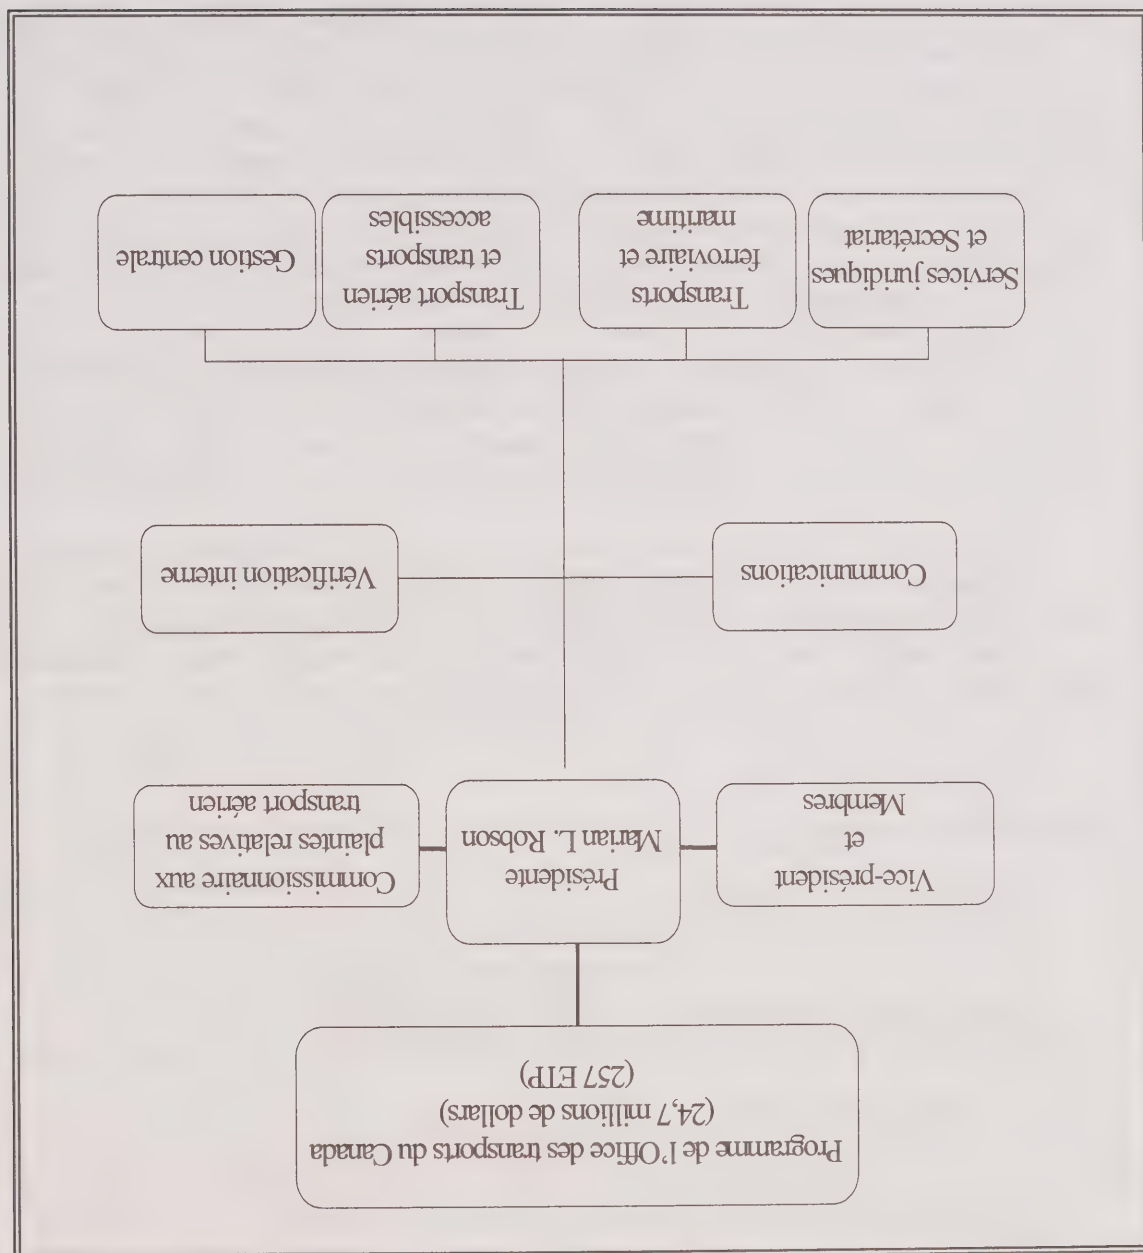 Programme de l'Office des transports du Canada
(24,7 millions de dollars)
(257 ETP)
Vice-président
et
Membres
Présidente
Marian L. Robson
Commissionnaire aux
plaintes relatives au
transport aérien
Communications
Vérification interne
Services juridiques
et Secrétariat
Transports
ferroviaire et
maritime
Transport aérien
et transports
accessibles
Gestion centrale